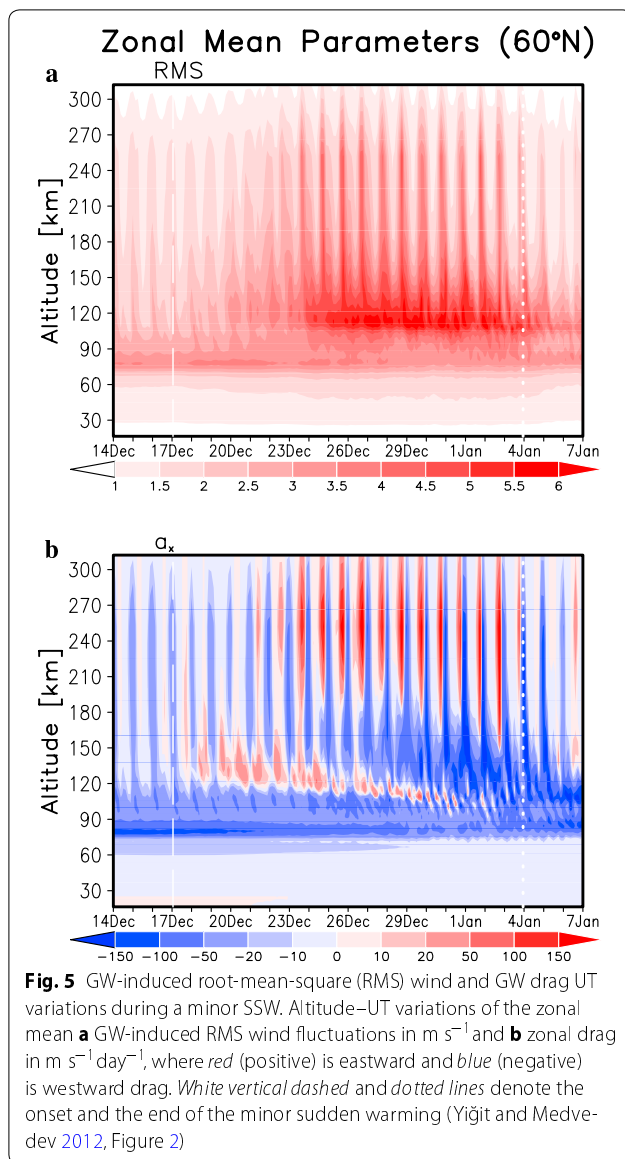 Zonal Mean Parameters (60°N)
a
RMS
Altitude [km]
300
270
240
210
180
150
120
90
60
30
14Dec 17Dec 20Dec 23Dec 26Dec 29Dec 1Jan 4Jan 7Jan
1 1.5 2 2.5 3 3.5 4 4.5 5 5.5 6
b
aₓ
Altitude [km]
300
270
240
210
180
150
120
90
60
30
14Dec 17Dec 20Dec 23Dec 26Dec 29Dec 1Jan 4Jan 7Jan
−150 −100 −50 −20 −10 0 10 20 50 100 150
Fig. 5 GW-induced root-mean-square (RMS) wind and GW drag UT
variations during a minor SSW. Altitude–UT variations of the zonal
mean a GW-induced RMS wind fluctuations in m s⁻¹ and b zonal drag
in m s⁻¹ day⁻¹, where red (positive) is eastward and blue (negative)
is westward drag. White vertical dashed and dotted lines denote the
onset and the end of the minor sudden warming (Yiğit and Medve-
dev 2012, Figure 2)